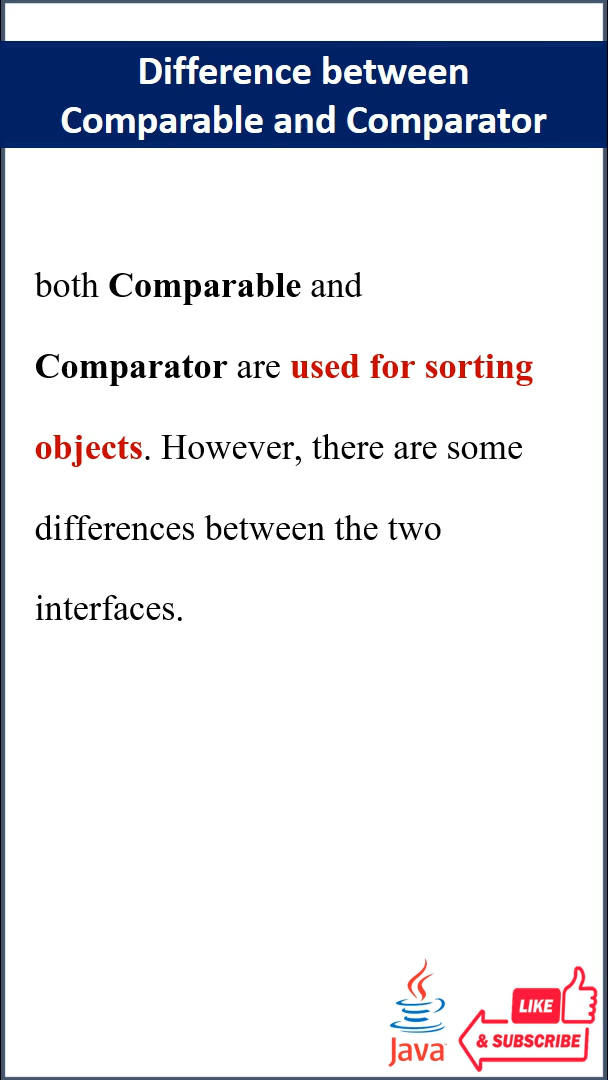 Difference between
Comparable and Comparator
both Comparable and
Comparator are used for sorting
objects. However, there are some
differences between the two
interfaces.
LIKE
& SUBSCRIBE
Java